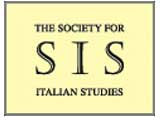 THE SOCIETY FOR
SIS
ITALIAN STUDIES